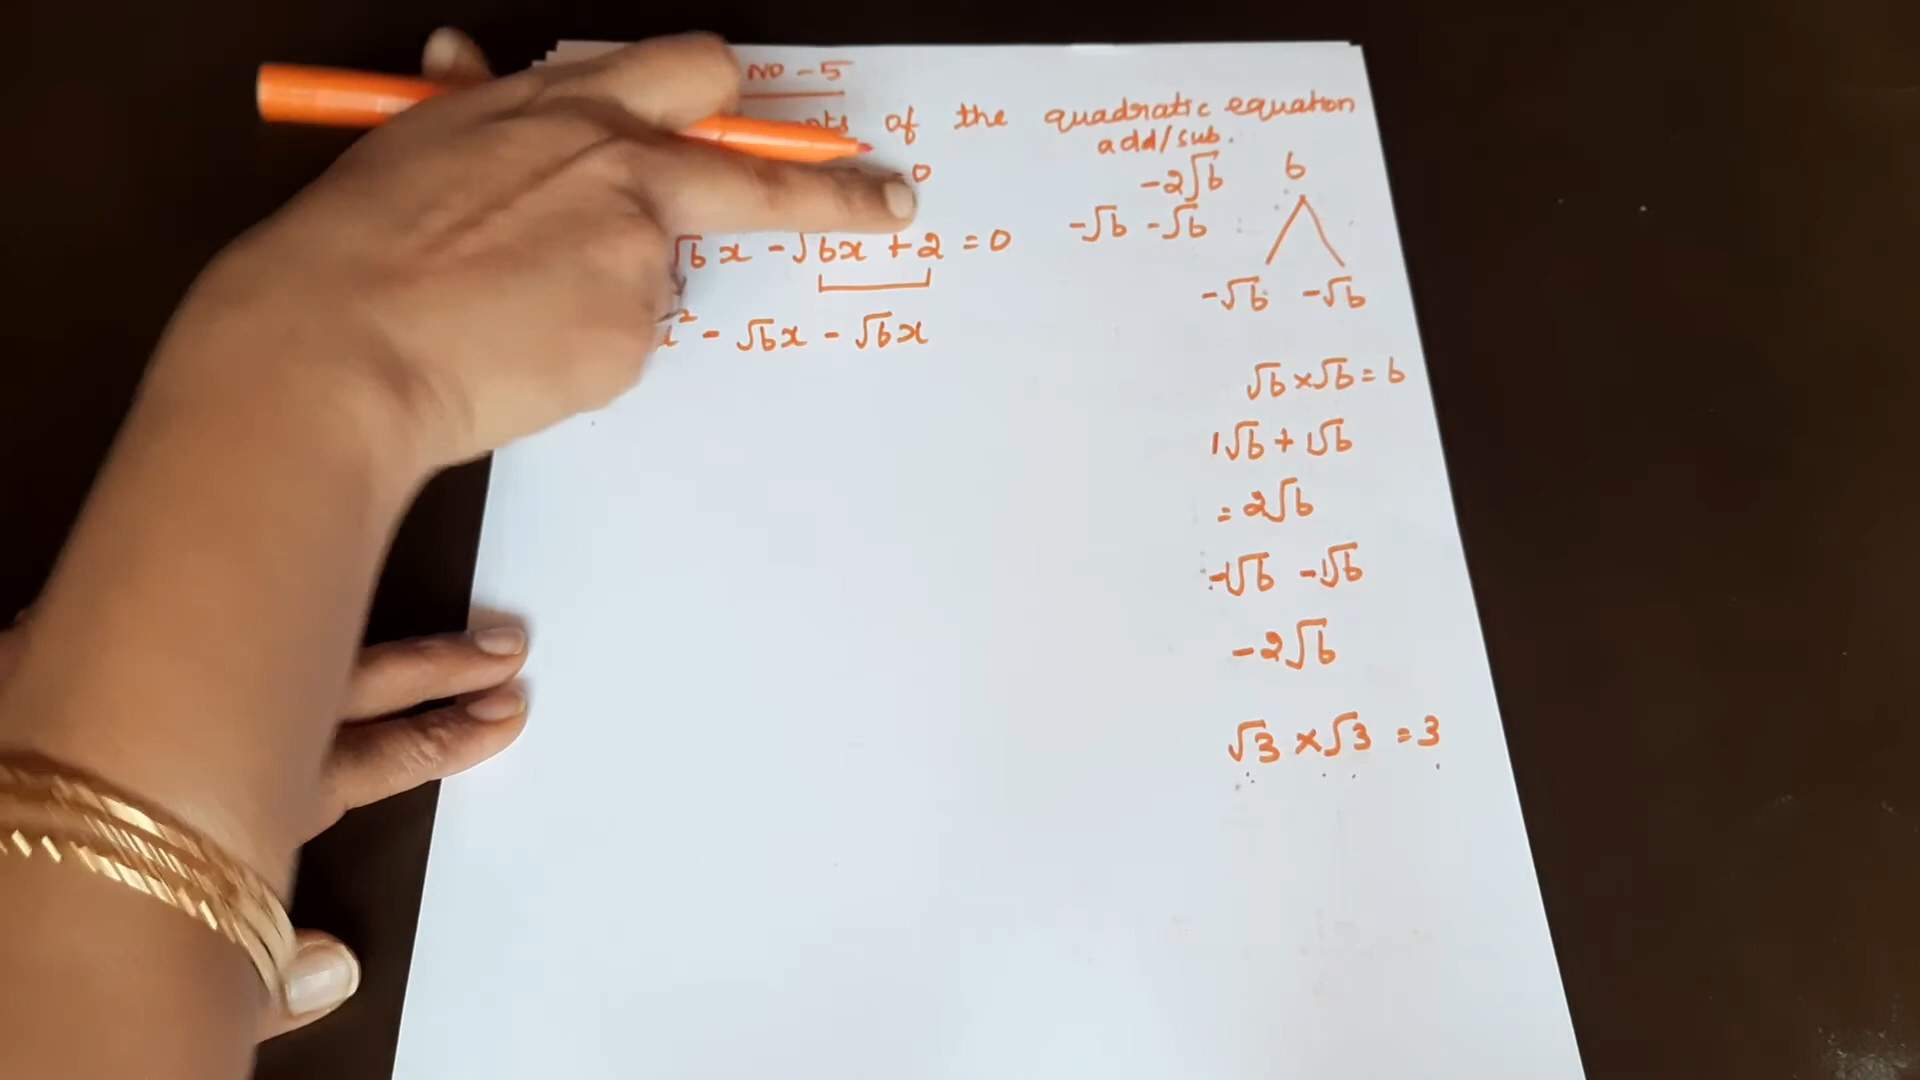 NO - 5
of the quadratic equation
add/sub.
0
-2√6 6
-√6 -√6
√6x - √6x + 2 = 0
-√6 -√6
² - √6x - √6x
√6 × √6 = 6
1√6 + 1√6
= 2√6
-1√6 - 1√6
-2√6
√3 × √3 = 3